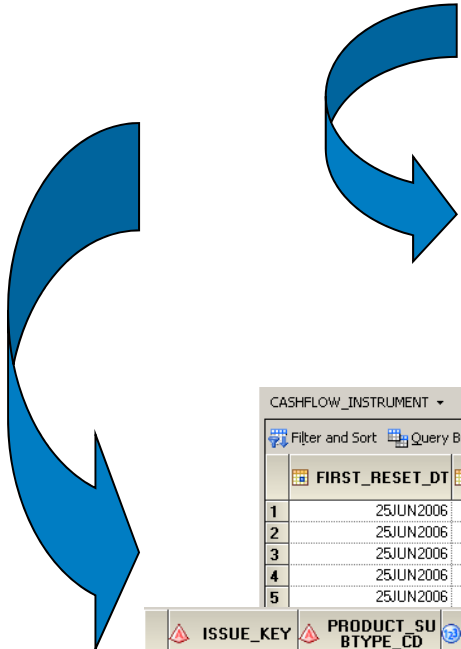 CASHFLOW_INSTRUMENT
Filter and Sort Query B
FIRST_RESET_DT
1 25JUN2006
2 25JUN2006
3 25JUN2006
4 25JUN2006
5 25JUN2006
ISSUE_KEY PRODUCT_SU
BTYPE_CD